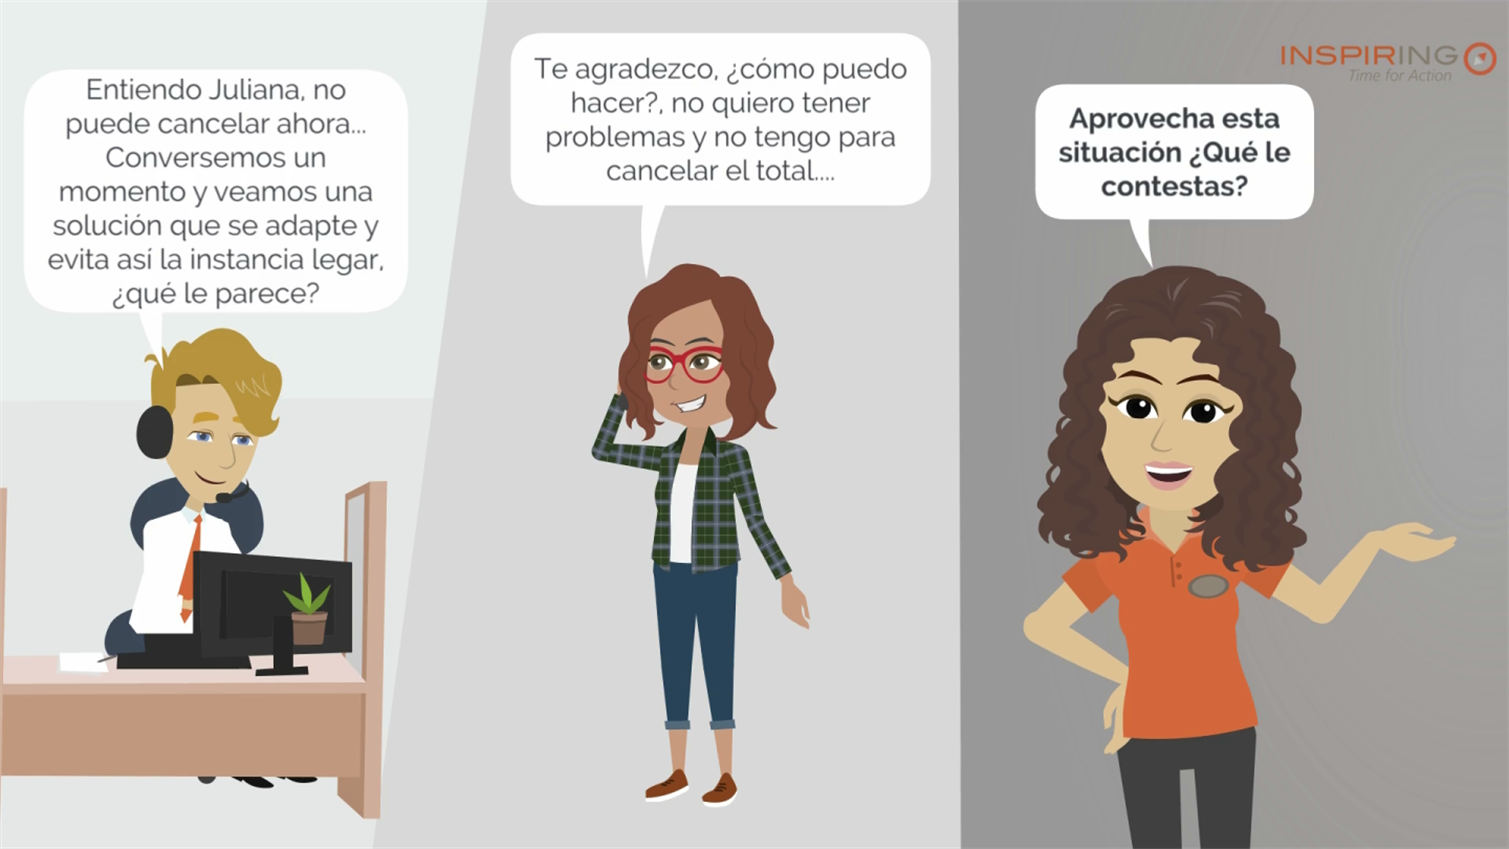 Entiendo Juliana, no
puede cancelar ahora...
Conversemos un
momento y veamos una
solución que se adapte y
evita así la instancia legar,
¿qué le parece?
Te agradezco, ¿cómo puedo
hacer?, no quiero tener
problemas y no tengo para
cancelar el total....
INSPIRING
Time for Action
Aprovecha esta
situación ¿Qué le
contestas?